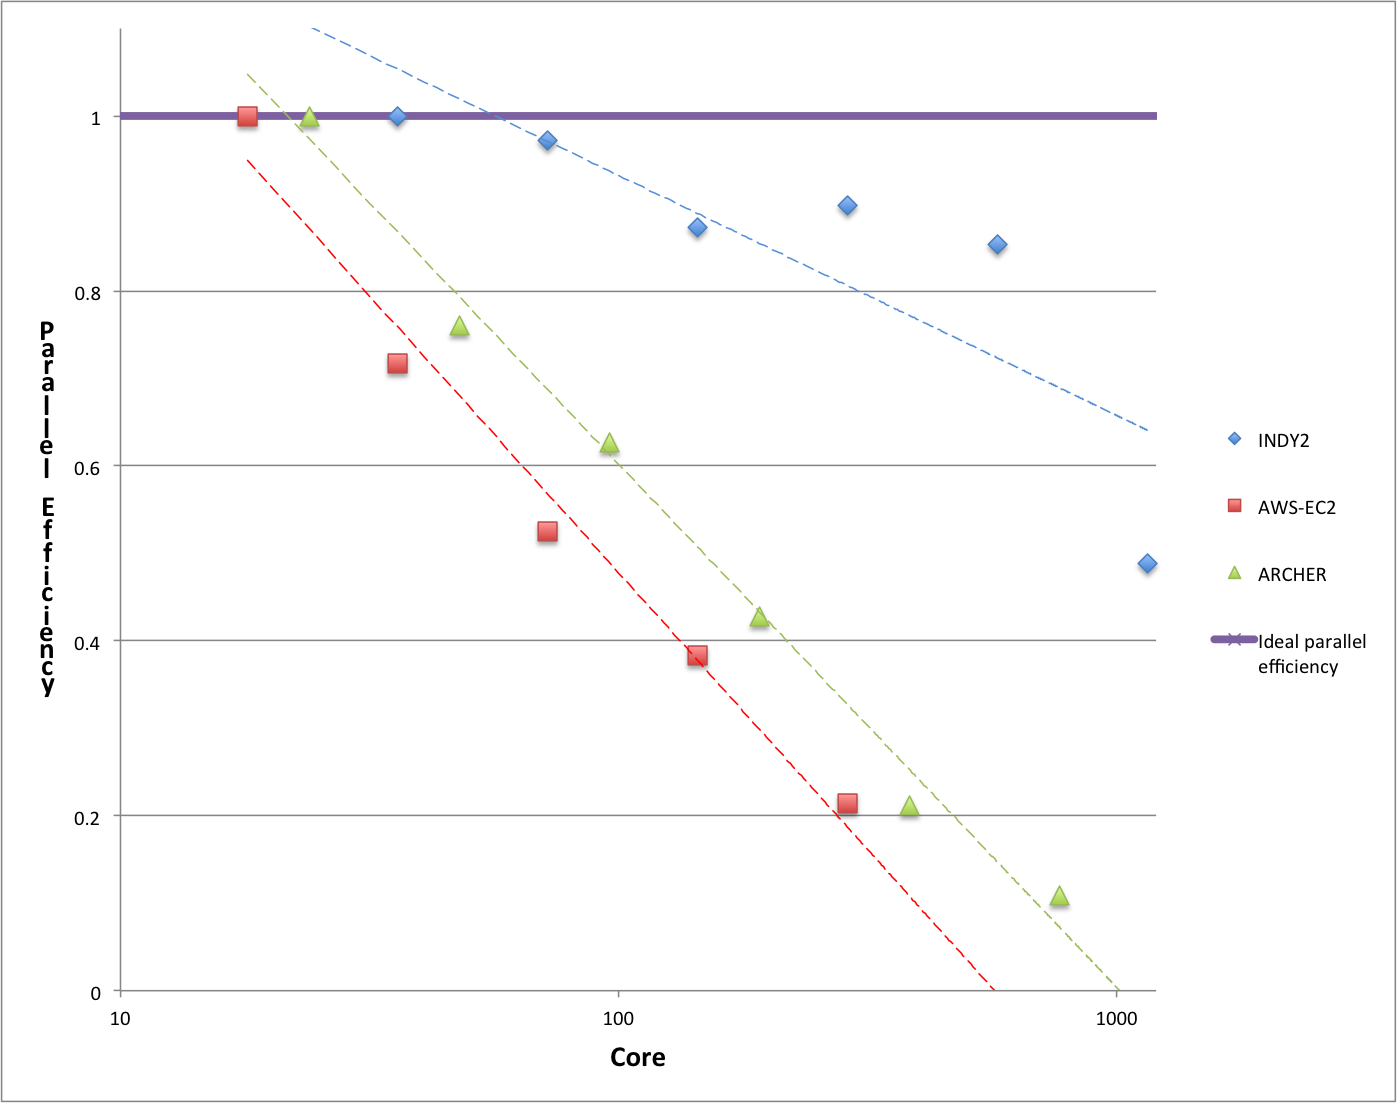 1
0.8
0.6
0.4
0.2
0
Parallel Efficiency
10 100 1000
Core
INDY2
AWS-EC2
ARCHER
Ideal parallel
efficiency